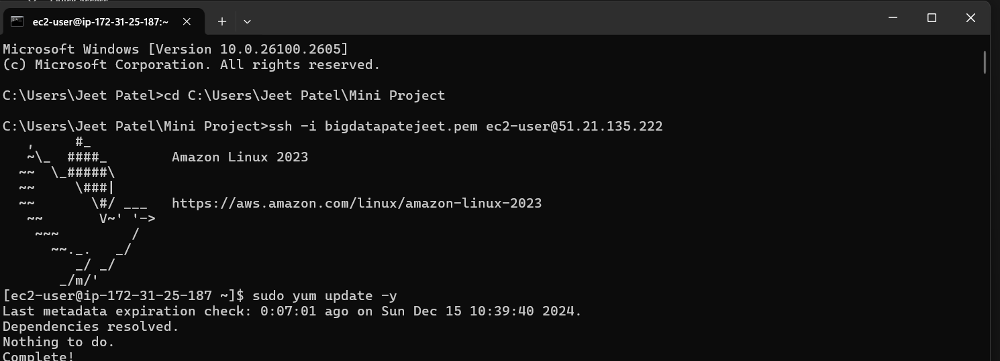 ec2-user@ip-172-31-25-187:~
Microsoft Windows [Version 10.0.26100.2605]
(c) Microsoft Corporation. All rights reserved.

C:\Users\Jeet Patel>cd C:\Users\Jeet Patel\Mini Project

C:\Users\Jeet Patel\Mini Project>ssh -i bigdatapatejeet.pem ec2-user@51.21.135.222
   ,     #_
   ~\_  ####_        Amazon Linux 2023
  ~~  \_#####\
  ~~     \###|
  ~~       \#/ ___   https://aws.amazon.com/linux/amazon-linux-2023
   ~~       V~' '->
    ~~~         /
      ~~._.   _/
         _/ _/
       _/m/'
[ec2-user@ip-172-31-25-187 ~]$ sudo yum update -y
Last metadata expiration check: 0:07:01 ago on Sun Dec 15 10:39:40 2024.
Dependencies resolved.
Nothing to do.
Complete!